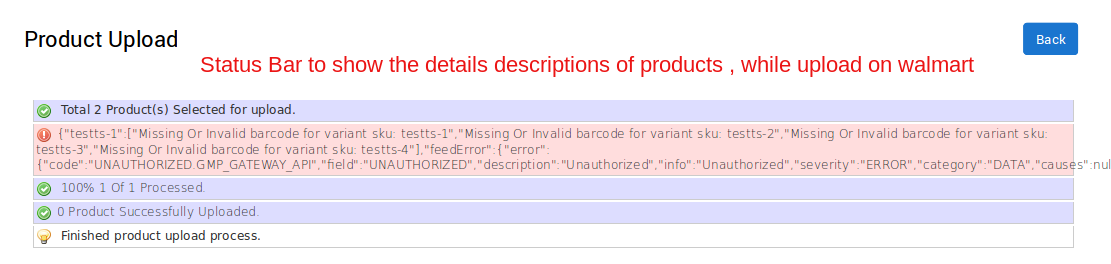 Product Upload
Back
Status Bar to show the details descriptions of products , while upload on walmart
Total 2 Product(s) Selected for upload.
{"testts-1":["Missing Or Invalid barcode for variant sku: testts-1","Missing Or Invalid barcode for variant sku: testts-2","Missing Or Invalid barcode for variant sku:
testts-3","Missing Or Invalid barcode for variant sku: testts-4"],"feedError":{"error":
{"code":"UNAUTHORIZED.GMP_GATEWAY_API","field":"UNAUTHORIZED","description":"Unauthorized","info":"Unauthorized","severity":"ERROR","category":"DATA","causes":nul
100% 1 Of 1 Processed.
0 Product Successfully Uploaded.
Finished product upload process.